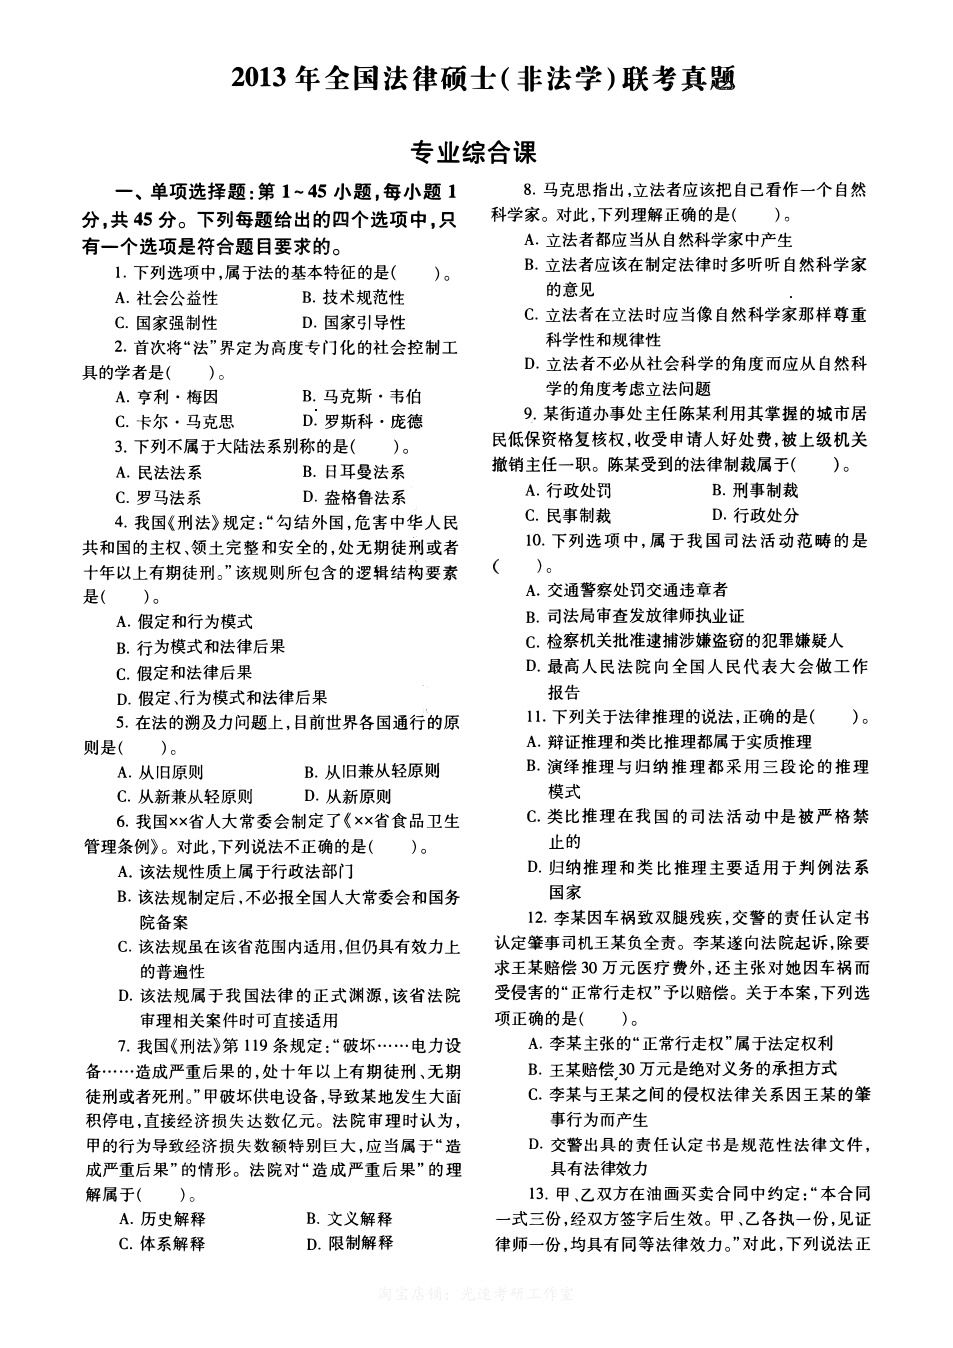 2013年全国法律硕士(非法学)联考真题
专业综合课
一、单项选择题:第1~45小题,每小题1
分,共45分。下列每题给出的四个选项中,只
有一个选项是符合题目要求的。
1. 下列选项中,属于法的基本特征的是(  )。
A. 社会公益性 B. 技术规范性
C. 国家强制性 D. 国家引导性
2. 首次将“法”界定为高度专门化的社会控制工
具的学者是(  )。
A. 亨利·梅因 B. 马克斯·韦伯
C. 卡尔·马克思 D. 罗斯科·庞德
3. 下列不属于大陆法系别称的是(  )。
A. 民法法系 B. 日耳曼法系
C. 罗马法系 D. 盎格鲁法系
4. 我国《刑法》规定:“勾结外国,危害中华人民
共和国的主权、领土完整和安全的,处无期徒刑或者
十年以上有期徒刑。”该规则所包含的逻辑结构要素
是(  )。
A. 假定和行为模式
B. 行为模式和法律后果
C. 假定和法律后果
D. 假定、行为模式和法律后果
5. 在法的溯及力问题上,目前世界各国通行的原
则是(  )。
A. 从旧原则 B. 从旧兼从轻原则
C. 从新兼从轻原则 D. 从新原则
6. 我国××省人大常委会制定了《××省食品卫生
管理条例》。对此,下列说法不正确的是(  )。
A. 该法规性质上属于行政法部门
B. 该法规制定后,不必报全国人大常委会和国务
院备案
C. 该法规虽在该省范围内适用,但仍具有效力上
的普遍性
D. 该法规属于我国法律的正式渊源,该省法院
审理相关案件时可直接适用
7. 我国《刑法》第119条规定:“破坏……电力设
备……造成严重后果的,处十年以上有期徒刑、无期
徒刑或者死刑。”甲破坏供电设备,导致某地发生大面
积停电,直接经济损失达数亿元。法院审理时认为,
甲的行为导致经济损失数额特别巨大,应当属于“造
成严重后果”的情形。法院对“造成严重后果”的理
解属于(  )。
A. 历史解释 B. 文义解释
C. 体系解释 D. 限制解释
8. 马克思指出,立法者应该把自己看作一个自然
科学家。对此,下列理解正确的是(  )。
A. 立法者都应当从自然科学家中产生
B. 立法者应该在制定法律时多听听自然科学家
的意见
C. 立法者在立法时应当像自然科学家那样尊重
科学性和规律性
D. 立法者不必从社会科学的角度而应从自然科
学的角度考虑立法问题
9. 某街道办事处主任陈某利用其掌握的城市居
民低保资格复核权,收受申请人好处费,被上级机关
撤销主任一职。陈某受到的法律制裁属于(  )。
A. 行政处罚 B. 刑事制裁
C. 民事制裁 D. 行政处分
10. 下列选项中,属于我国司法活动范畴的是
(  )。
A. 交通警察处罚交通违章者
B. 司法局审查发放律师执业证
C. 检察机关批准逮捕涉嫌盗窃的犯罪嫌疑人
D. 最高人民法院向全国人民代表大会做工作
报告
11. 下列关于法律推理的说法,正确的是(  )。
A. 辩证推理和类比推理都属于实质推理
B. 演绎推理与归纳推理都采用三段论的推理
模式
C. 类比推理在我国的司法活动中是被严格禁
止的
D. 归纳推理和类比推理主要适用于判例法系
国家
12. 李某因车祸致双腿残疾,交警的责任认定书
认定肇事司机王某负全责。李某遂向法院起诉,除要
求王某赔偿30万元医疗费外,还主张对她因车祸而
受侵害的“正常行走权”予以赔偿。关于本案,下列选
项正确的是(  )。
A. 李某主张的“正常行走权”属于法定权利
B. 王某赔偿30万元是绝对义务的承担方式
C. 李某与王某之间的侵权法律关系因王某的肇
事行为而产生
D. 交警出具的责任认定书是规范性法律文件,
具有法律效力
13. 甲、乙双方在油画买卖合同中约定:“本合同
一式三份,经双方签字后生效。甲、乙各执一份,见证
律师一份,均具有同等法律效力。”对此,下列说法正
淘宝店铺:光速考研工作室